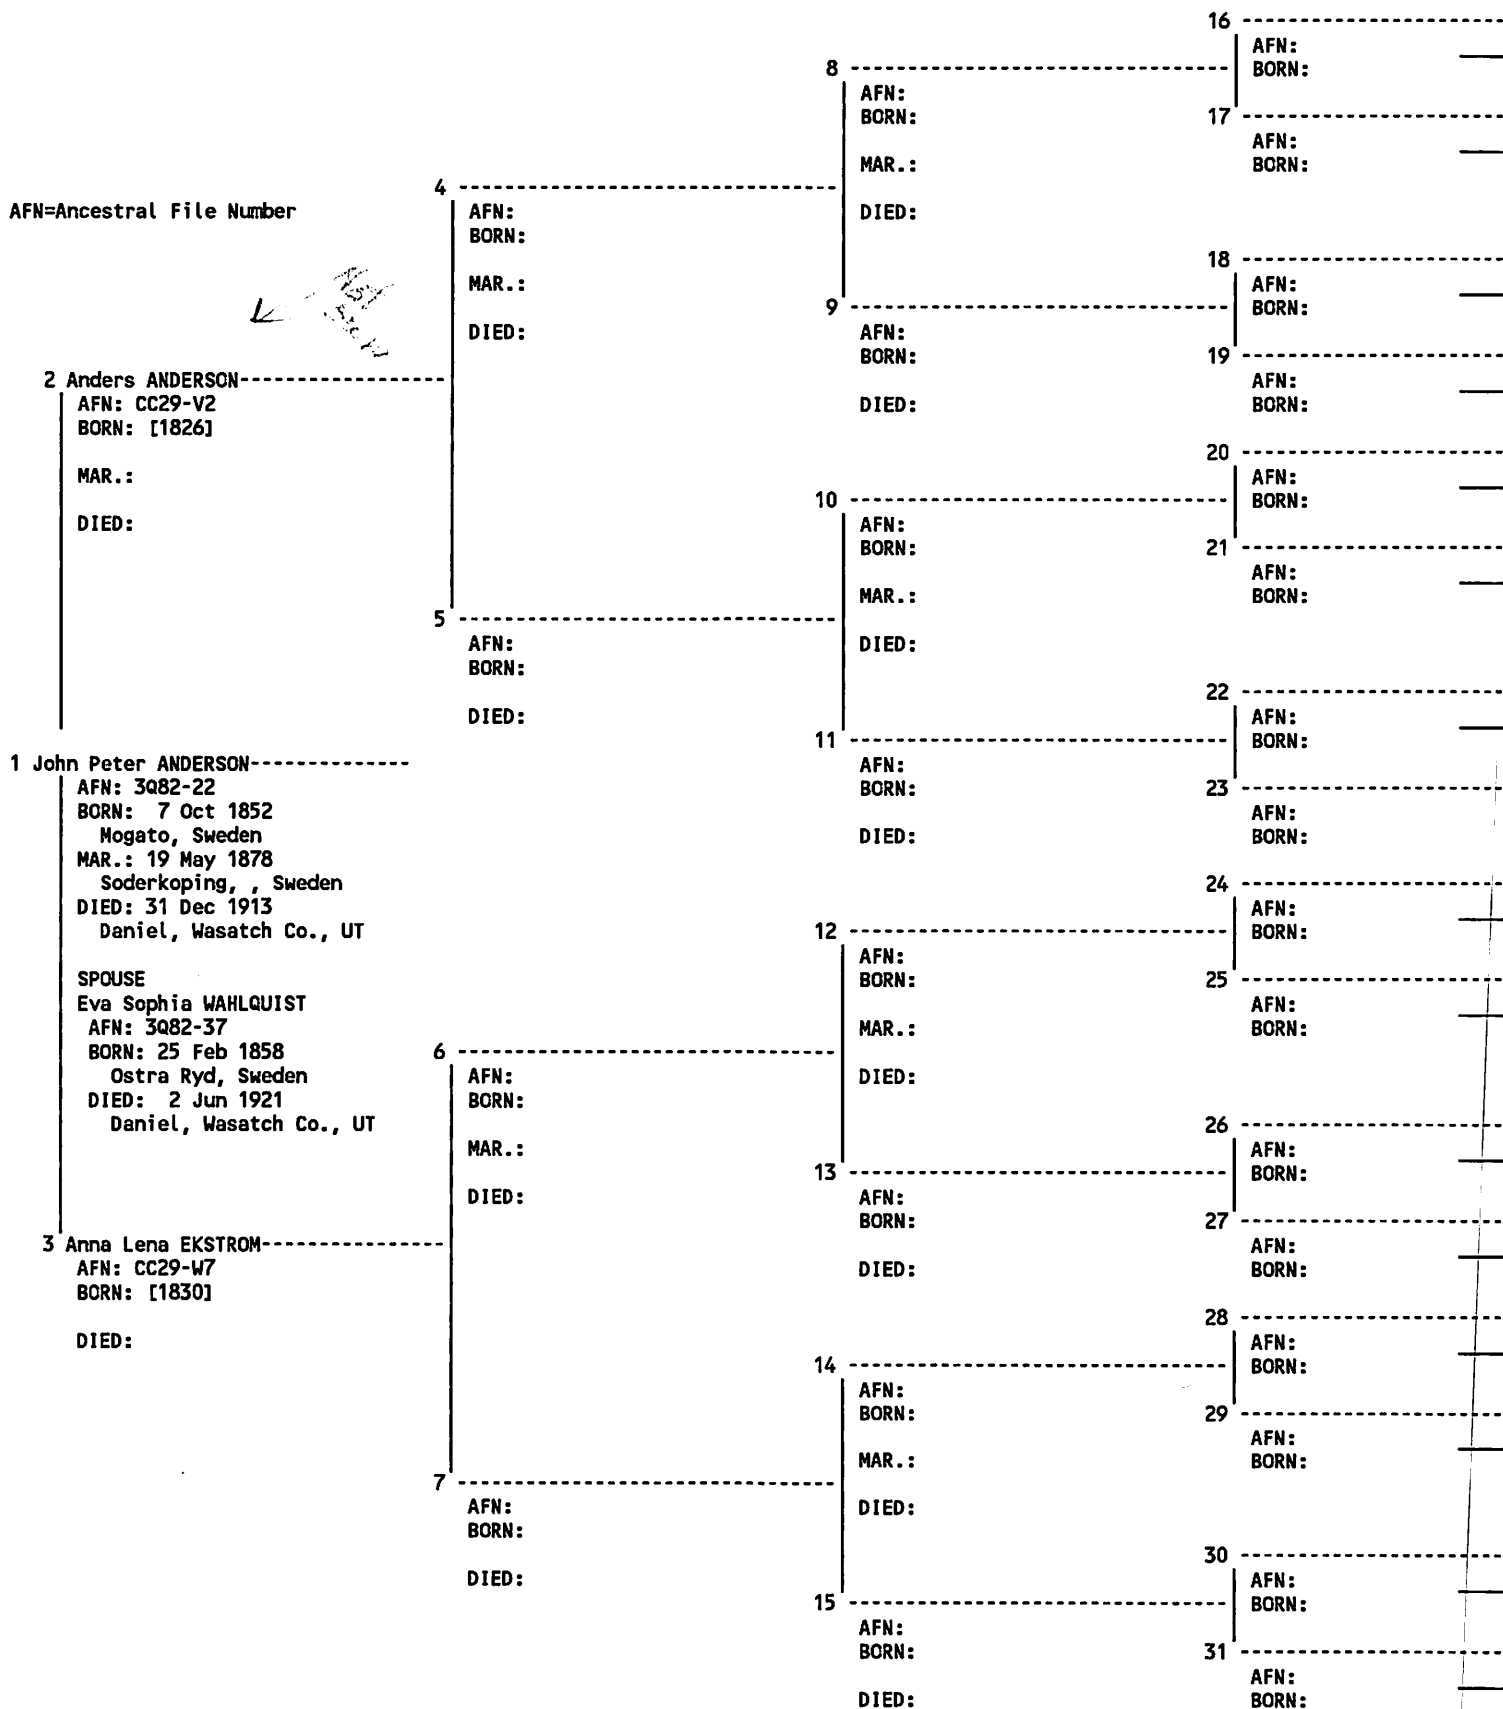 AFN=Ancestral File Number
1 John Peter ANDERSON
AFN: 3Q82-22
BORN: 7 Oct 1852
Mogato, Sweden
MAR.: 19 May 1878
Soderkoping, , Sweden
DIED: 31 Dec 1913
Daniel, Wasatch Co., UT
SPOUSE
Eva Sophia WAHLQUIST
AFN: 3Q82-37
BORN: 25 Feb 1858
Ostra Ryd, Sweden
DIED: 2 Jun 1921
Daniel, Wasatch Co., UT
2 Anders ANDERSON
AFN: CC29-V2
BORN: [1826]
MAR.:
DIED:
3 Anna Lena EKSTROM
AFN: CC29-W7
BORN: [1830]
DIED:
4
AFN:
BORN:
MAR.:
DIED:
5
AFN:
BORN:
DIED:
6
AFN:
BORN:
MAR.:
DIED:
7
AFN:
BORN:
DIED:
8
AFN:
BORN:
MAR.:
DIED:
9
AFN:
BORN:
DIED:
10
AFN:
BORN:
MAR.:
DIED:
11
AFN:
BORN:
DIED:
12
AFN:
BORN:
MAR.:
DIED:
13
AFN:
BORN:
DIED:
14
AFN:
BORN:
MAR.:
DIED:
15
AFN:
BORN:
DIED:
16
AFN:
BORN:
17
AFN:
BORN:
18
AFN:
BORN:
19
AFN:
BORN:
20
AFN:
BORN:
21
AFN:
BORN:
22
AFN:
BORN:
23
AFN:
BORN:
24
AFN:
BORN:
25
AFN:
BORN:
26
AFN:
BORN:
27
AFN:
BORN:
28
AFN:
BORN:
29
AFN:
BORN:
30
AFN:
BORN:
31
AFN:
BORN: